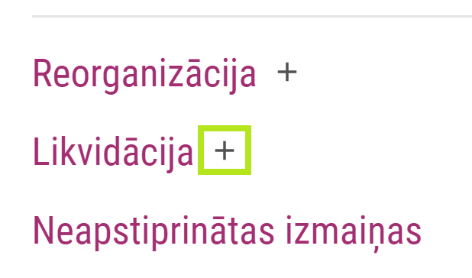 Reorganizācija +
Likvidācija +
Neapstiprinātas izmaiņas